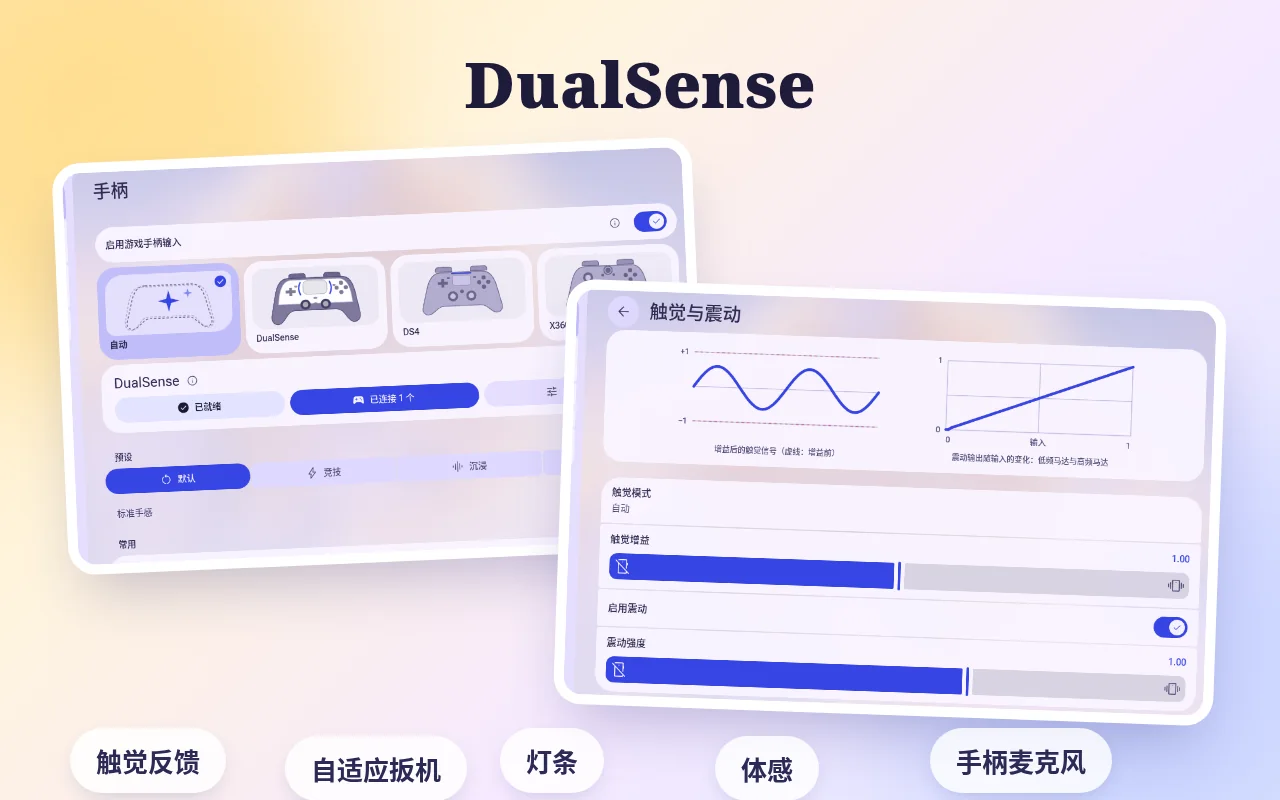 DualSense
手柄
启用游戏手柄输入
自动
DualSense
DS4
DualSense
已就绪
已连接 1 个
预设
默认
竞技
沉浸
标准手感
常用
触觉与震动
+1
−1
增益后的触觉信号（虚线：增益前）
1
0
0
输入
1
震动输出随输入的变化：低频马达与高频马达
触觉模式
自动
触觉增益
1.00
启用震动
震动强度
1.00
触觉反馈
自适应扳机
灯条
体感
手柄麦克风